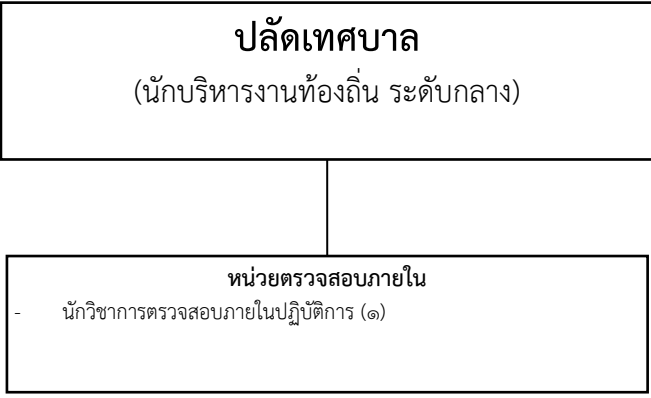 ปลัดเทศบาล
(นักบริหารงานท้องถิ่น ระดับกลาง)
หน่วยตรวจสอบภายใน
- นักวิชาการตรวจสอบภายในปฏิบัติการ (๑)